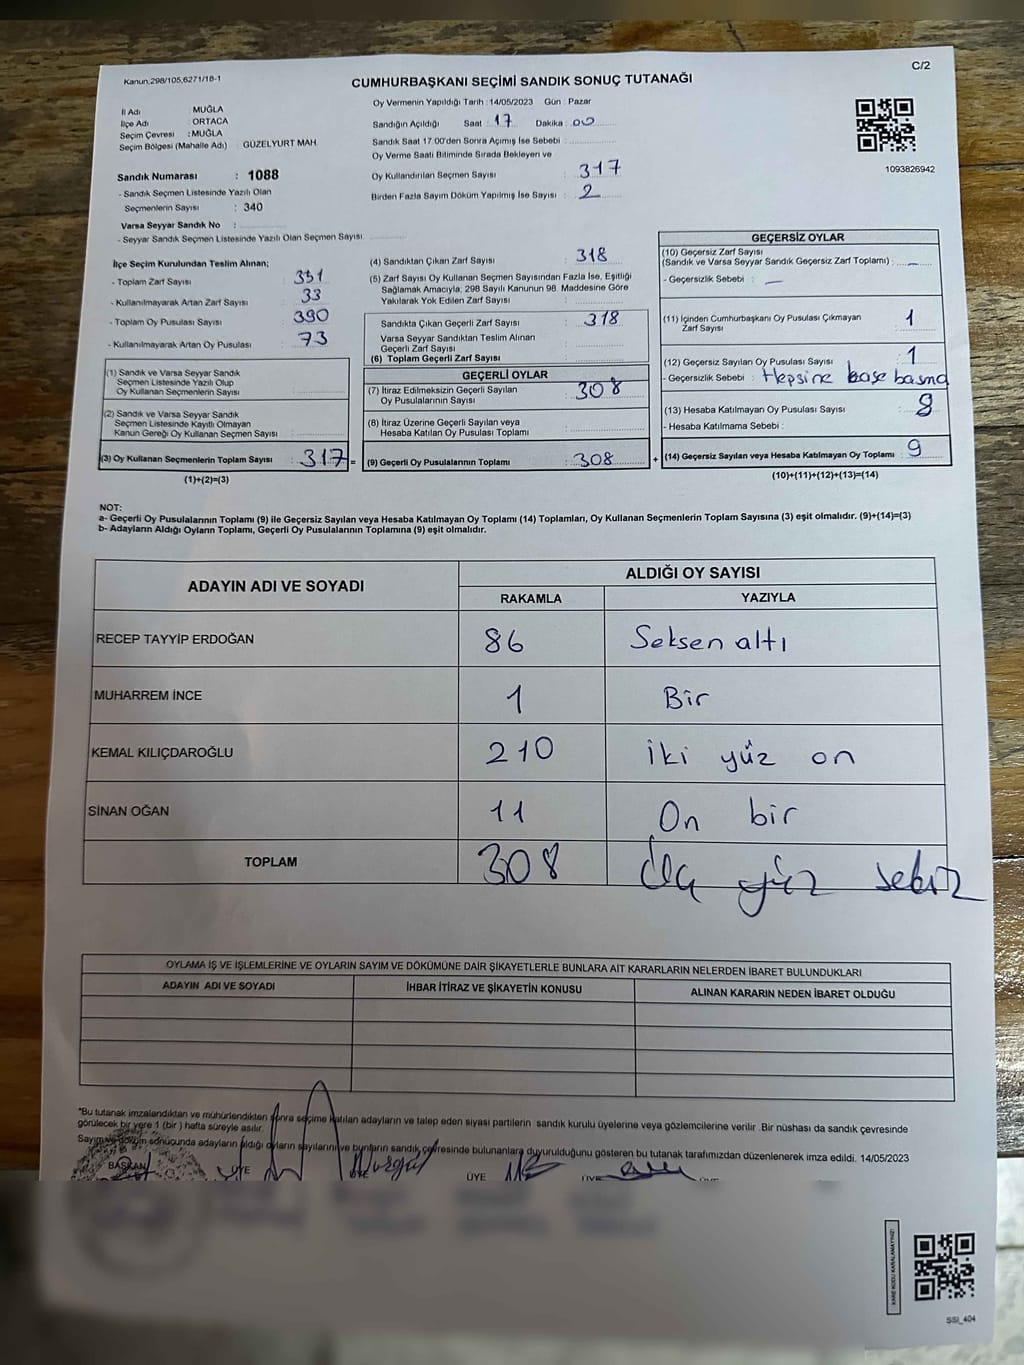 Kanun,298/105,6271/18-1
C/2
CUMHURBAŞKANI SEÇİMİ SANDIK SONUÇ TUTANAĞI
İl Adı : MUĞLA
İlçe Adı : ORTACA
Seçim Çevresi : MUĞLA
Seçim Bölgesi (Mahalle Adı) GÜZELYURT MAH.
Sandık Numarası : 1088
- Sandık Seçmen Listesinde Yazılı Olan
Seçmenlerin Sayısı : 340
Varsa Seyyar Sandık No :
- Seyyar Sandık Seçmen Listesinde Yazılı Olan Seçmen Sayısı
Oy Vermenin Yapıldığı Tarih : 14/05/2023 Gün : Pazar
Sandığın Açıldığı Saat : 17 Dakika : 00
Sandık Saat 17.00'den Sonra Açımış İse Sebebi :
Oy Verme Saati Bitiminde Sırada Bekleyen ve
Oy Kullandırılan Seçmen Sayısı : 317
Birden Fazla Sayım Döküm Yapılmış İse Sayısı : 2
1093826942
İlçe Seçim Kurulundan Teslim Alınan;
- Toplam Zarf Sayısı : 351
- Kullanılmayarak Artan Zarf Sayısı : 33
- Toplam Oy Pusulası Sayısı : 390
- Kullanılmayarak Artan Oy Pusulası : 73
(1) Sandık ve Varsa Seyyar Sandık
Seçmen Listesinde Yazılı Olup
Oy Kullanan Seçmenlerin Sayısı :
(2) Sandık ve Varsa Seyyar Sandık
Seçmen Listesinde Kayıtlı Olmayan
Kanun Gereği Oy Kullanan Seçmen Sayısı :
(3) Oy Kullanan Seçmenlerin Toplam Sayısı : 317 =
(1)+(2)=(3)
(4) Sandıktan Çıkan Zarf Sayısı : 318
(5) Zarf Sayısı Oy Kullanan Seçmen Sayısından Fazla İse, Eşitliği
Sağlamak Amacıyla; 298 Sayılı Kanunun 98. Maddesine Göre
Yakılarak Yok Edilen Zarf Sayısı :
Sandıkta Çıkan Geçerli Zarf Sayısı : 318
Varsa Seyyar Sandıktan Teslim Alınan
Geçerli Zarf Sayısı :
(6) Toplam Geçerli Zarf Sayısı :
GEÇERLİ OYLAR
(7) İtiraz Edilmeksizin Geçerli Sayılan
Oy Pusulalarının Sayısı : 308
(8) İtiraz Üzerine Geçerli Sayılan veya
Hesaba Katılan Oy Pusulası Toplamı :
(9) Geçerli Oy Pusulalarının Toplamı : 308 +
GEÇERSİZ OYLAR
(10) Geçersiz Zarf Sayısı
(Sandık ve Varsa Seyyar Sandık Geçersiz Zarf Toplamı) : —
- Geçersizlik Sebebi : —
(11) İçinden Cumhurbaşkanı Oy Pusulası Çıkmayan
Zarf Sayısı : 1
(12) Geçersiz Sayılan Oy Pusulası Sayısı : 1
- Geçersizlik Sebebi : Hepsine kaşe basma
(13) Hesaba Katılmayan Oy Pusulası Sayısı : 8
- Hesaba Katılmama Sebebi :
(14) Geçersiz Sayılan veya Hesaba Katılmayan Oy Toplamı : 9
(10)+(11)+(12)+(13)=(14)
NOT:
a- Geçerli Oy Pusulalarının Toplamı (9) ile Geçersiz Sayılan veya Hesaba Katılmayan Oy Toplamı (14) Toplamları, Oy Kullanan Seçmenlerin Toplam Sayısına (3) eşit olmalıdır. (9)+(14)=(3)
b- Adayların Aldığı Oyların Toplamı, Geçerli Oy Pusulalarının Toplamına (9) eşit olmalıdır.
ADAYIN ADI VE SOYADI
ALDIĞI OY SAYISI
RAKAMLA YAZIYLA
RECEP TAYYİP ERDOĞAN 86 Seksen altı
MUHARREM İNCE 1 Bir
KEMAL KILIÇDAROĞLU 210 İki yüz on
SİNAN OĞAN 11 On bir
TOPLAM 308 Üç yüz sekiz
OYLAMA İŞ VE İŞLEMLERİNE VE OYLARIN SAYIM VE DÖKÜMÜNE DAİR ŞİKAYETLERLE BUNLARA AİT KARARLARIN NELERDEN İBARET BULUNDUKLARI
ADAYIN ADI VE SOYADI İHBAR İTİRAZ VE ŞİKAYETİN KONUSU ALINAN KARARIN NEDEN İBARET OLDUĞU
*Bu tutanak imzalandıktan ve mühürlendikten sonra seçime katılan adayların ve talep eden siyasi partilerin sandık kurulu üyelerine veya gözlemcilerine verilir .Bir nüshası da sandık çevresinde
görülecek bir yere 1 (bir ) hafta süreyle asılır.
Sayım ve döküm sonucunda adayların aldığı oyların sayılarını ve bunların sandık çevresinde bulunanlara duyurulduğunu gösteren bu tutanak tarafımızdan düzenlenerek imza edildi. 14/05/2023
BAŞKAN ÜYE ÜYE ÜYE ÜYE ÜYE
KARE KODU KARALAMAYINIZ!
SSI_404